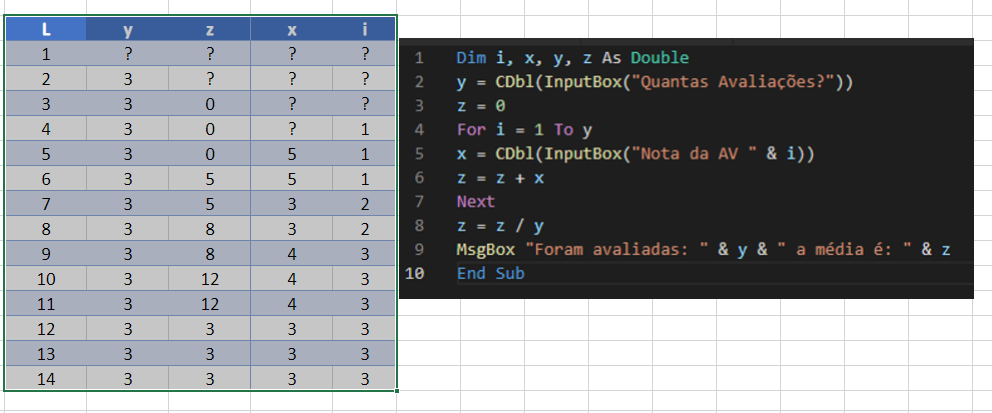 L y z x i
1 ? ? ? ?
2 3 ? ? ?
3 3 0 ? ?
4 3 0 ? 1
5 3 0 5 1
6 3 5 5 1
7 3 5 3 2
8 3 8 3 2
9 3 8 4 3
10 3 12 4 3
11 3 12 4 3
12 3 3 3 3
13 3 3 3 3
14 3 3 3 3
1 Dim i, x, y, z As Double
2 y = CDbl(InputBox("Quantas Avaliações?"))
3 z = 0
4 For i = 1 To y
5 x = CDbl(InputBox("Nota da AV " & i))
6 z = z + x
7 Next
8 z = z / y
9 MsgBox "Foram avaliadas: " & y & " a média é: " & z
10 End Sub